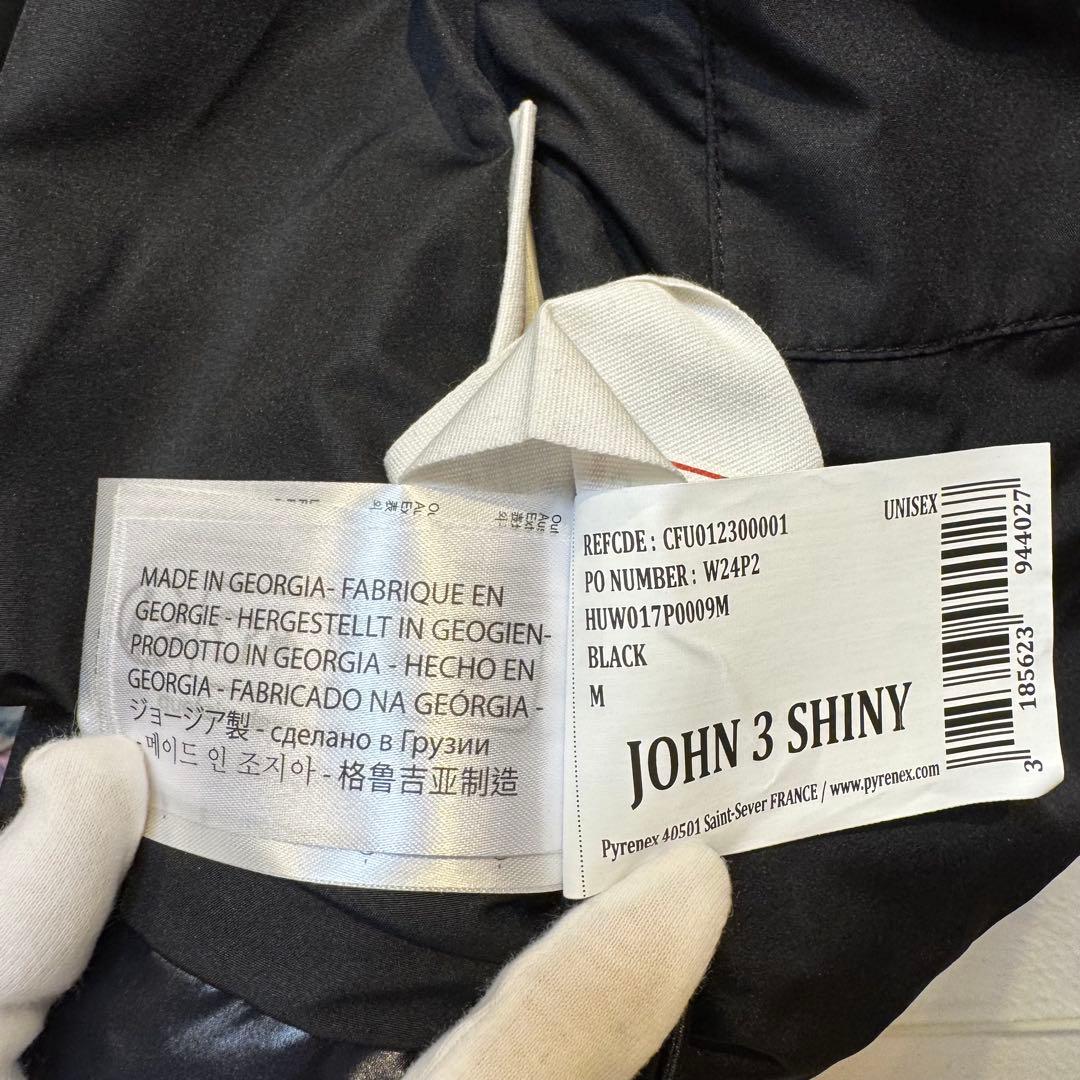 MADE IN GEORGIA- FABRIQUE EN
GEORGIE - HERGESTELLT IN GEOGIEN-
PRODOTTO IN GEORGIA - HECHO EN
GEORGIA - FABRICADO NA GEÓRGIA -
ジョージア製 - сделано в Грузии
-메이드 인 조지아 - 格鲁吉亚制造
UNISEX
REFCDE : CFU012300001
PO NUMBER : W24P2
HUW017P0009M
BLACK
M
JOHN 3 SHINY
Pyrenex 40501 Saint-Sever FRANCE / www.pyrenex.com
3 185623 944027